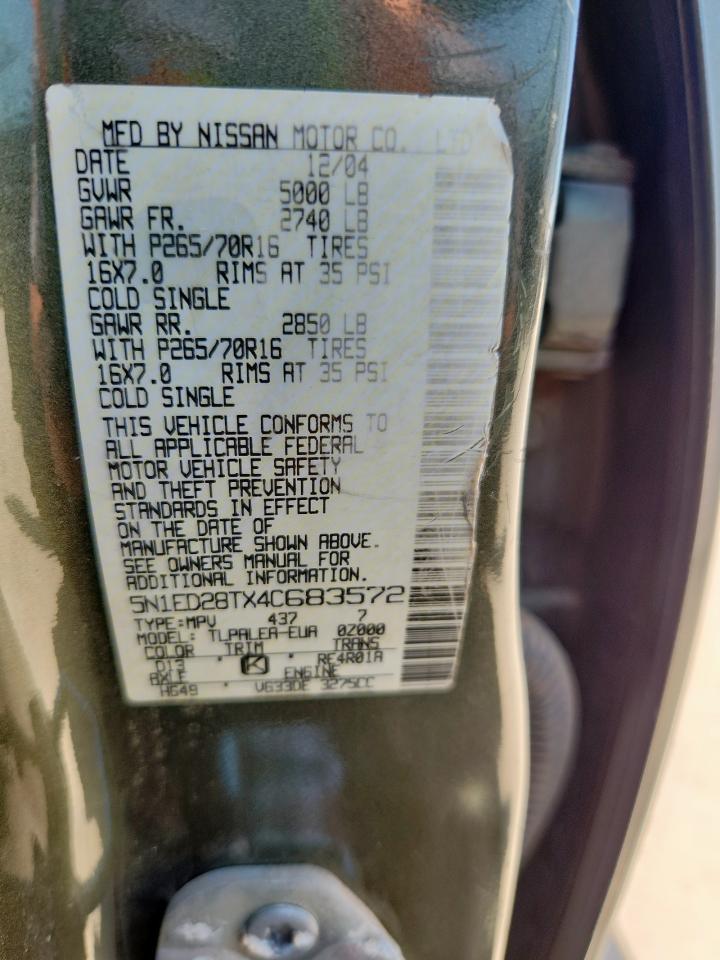 MFD BY NISSAN MOTOR CO., LTD
DATE 12/04
GVWR 5000 LB
GAWR FR. 2740 LB
WITH P265/70R16 TIRES
16X7.0 RIMS AT 35 PSI
COLD SINGLE
GAWR RR. 2850 LB
WITH P265/70R16 TIRES
16X7.0 RIMS AT 35 PSI
COLD SINGLE
THIS VEHICLE CONFORMS TO
ALL APPLICABLE FEDERAL
MOTOR VEHICLE SAFETY
AND THEFT PREVENTION
STANDARDS IN EFFECT
ON THE DATE OF
MANUFACTURE SHOWN ABOVE.
SEE OWNERS MANUAL FOR
ADDITIONAL INFORMATION.
5N1ED28TX4C683572
TYPE:MPV 437 7
MODEL: TLPALEA-EUA 0Z000
COLOR TRIM TRANS
D13 K RE4R01A
AXLE ENGINE
HG49 VG33DE 3275CC